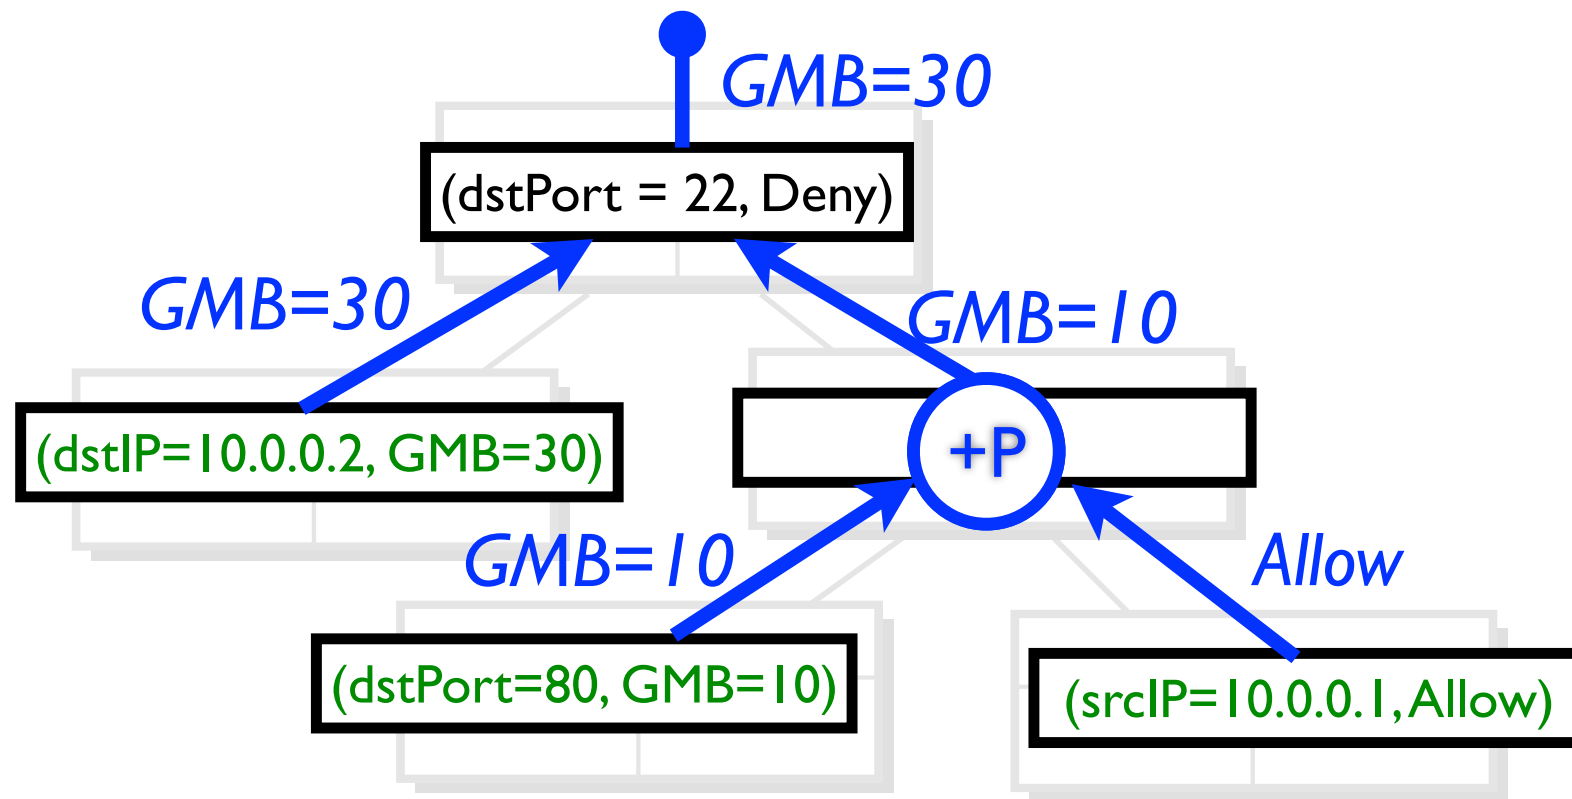 GMB=30
(dstPort = 22, Deny)
GMB=30
GMB=10
(dstIP=10.0.0.2, GMB=30)
+P
GMB=10
Allow
(dstPort=80, GMB=10)
(srcIP=10.0.0.1, Allow)